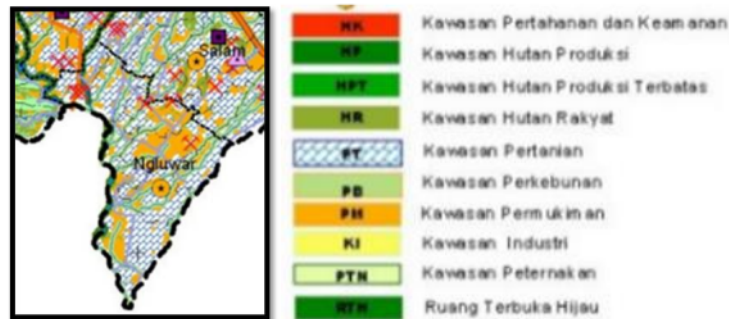 Salam
Ngluwar
HK Kawasan Pertahanan dan Keamanan
HP Kawasan Hutan Produksi
HPT Kawasan Hutan Produksi Terbatas
HR Kawasan Hutan Rakyat
PT Kawasan Pertanian
PB Kawasan Perkebunan
PM Kawasan Permukiman
KI Kawasan Industri
PTN Kawasan Peternakan
RTH Ruang Terbuka Hijau